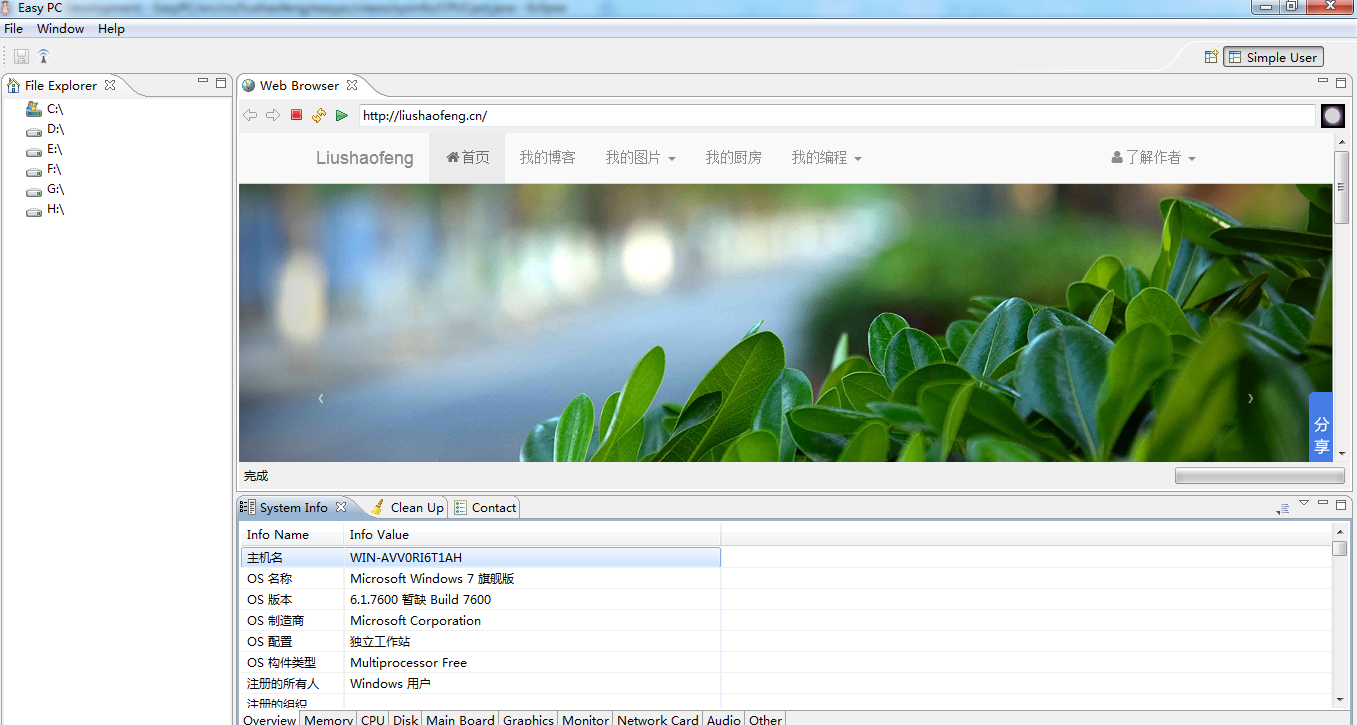 Easy PC
File Window Help
Simple User
File Explorer
C:\
D:\
E:\
F:\
G:\
H:\
Web Browser
http://liushaofeng.cn/
Liushaofeng 首页 我的博客 我的图片 我的厨房 我的编程 了解作者
分享
完成
System Info Clean Up Contact
Info Name Info Value
主机名 WIN-AVV0RI6T1AH
OS 名称 Microsoft Windows 7 旗舰版
OS 版本 6.1.7600 暂缺 Build 7600
OS 制造商 Microsoft Corporation
OS 配置 独立工作站
OS 构件类型 Multiprocessor Free
注册的所有人 Windows 用户
注册的组织
Overview Memory CPU Disk Main Board Graphics Monitor Network Card Audio Other